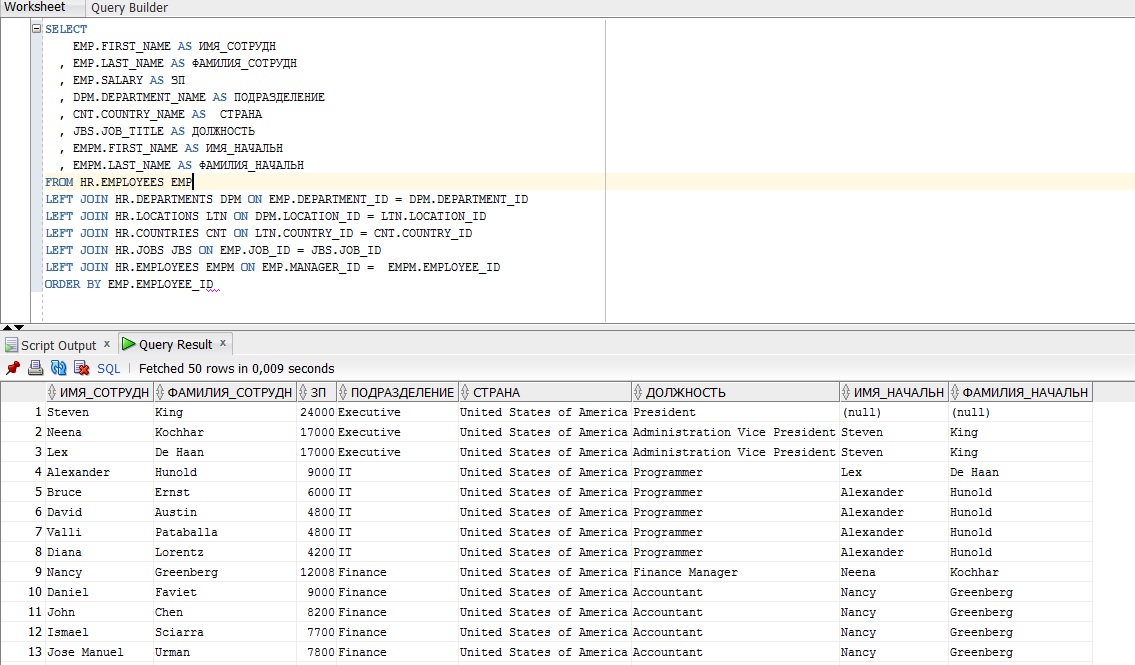 Worksheet Query Builder
SELECT
EMP.FIRST_NAME AS ИМЯ_СОТРУДН
, EMP.LAST_NAME AS ФАМИЛИЯ_СОТРУДН
, EMP.SALARY AS ЗП
, DPM.DEPARTMENT_NAME AS ПОДРАЗДЕЛЕНИЕ
, CNT.COUNTRY_NAME AS  СТРАНА
, JBS.JOB_TITLE AS ДОЛЖНОСТЬ
, EMPM.FIRST_NAME AS ИМЯ_НАЧАЛЬН
, EMPM.LAST_NAME AS ФАМИЛИЯ_НАЧАЛЬН
FROM HR.EMPLOYEES EMP
LEFT JOIN HR.DEPARTMENTS DPM ON EMP.DEPARTMENT_ID = DPM.DEPARTMENT_ID
LEFT JOIN HR.LOCATIONS LTN ON DPM.LOCATION_ID = LTN.LOCATION_ID
LEFT JOIN HR.COUNTRIES CNT ON LTN.COUNTRY_ID = CNT.COUNTRY_ID
LEFT JOIN HR.JOBS JBS ON EMP.JOB_ID = JBS.JOB_ID
LEFT JOIN HR.EMPLOYEES EMPM ON EMP.MANAGER_ID =  EMPM.EMPLOYEE_ID
ORDER BY EMP.EMPLOYEE_ID
Script Output x Query Result x
SQL | Fetched 50 rows in 0,009 seconds
ИМЯ_СОТРУДН ФАМИЛИЯ_СОТРУДН ЗП ПОДРАЗДЕЛЕНИЕ СТРАНА ДОЛЖНОСТЬ ИМЯ_НАЧАЛЬН ФАМИЛИЯ_НАЧАЛЬН
1 Steven King 24000 Executive United States of America President (null) (null)
2 Neena Kochhar 17000 Executive United States of America Administration Vice President Steven King
3 Lex De Haan 17000 Executive United States of America Administration Vice President Steven King
4 Alexander Hunold 9000 IT United States of America Programmer Lex De Haan
5 Bruce Ernst 6000 IT United States of America Programmer Alexander Hunold
6 David Austin 4800 IT United States of America Programmer Alexander Hunold
7 Valli Pataballa 4800 IT United States of America Programmer Alexander Hunold
8 Diana Lorentz 4200 IT United States of America Programmer Alexander Hunold
9 Nancy Greenberg 12008 Finance United States of America Finance Manager Neena Kochhar
10 Daniel Faviet 9000 Finance United States of America Accountant Nancy Greenberg
11 John Chen 8200 Finance United States of America Accountant Nancy Greenberg
12 Ismael Sciarra 7700 Finance United States of America Accountant Nancy Greenberg
13 Jose Manuel Urman 7800 Finance United States of America Accountant Nancy Greenberg